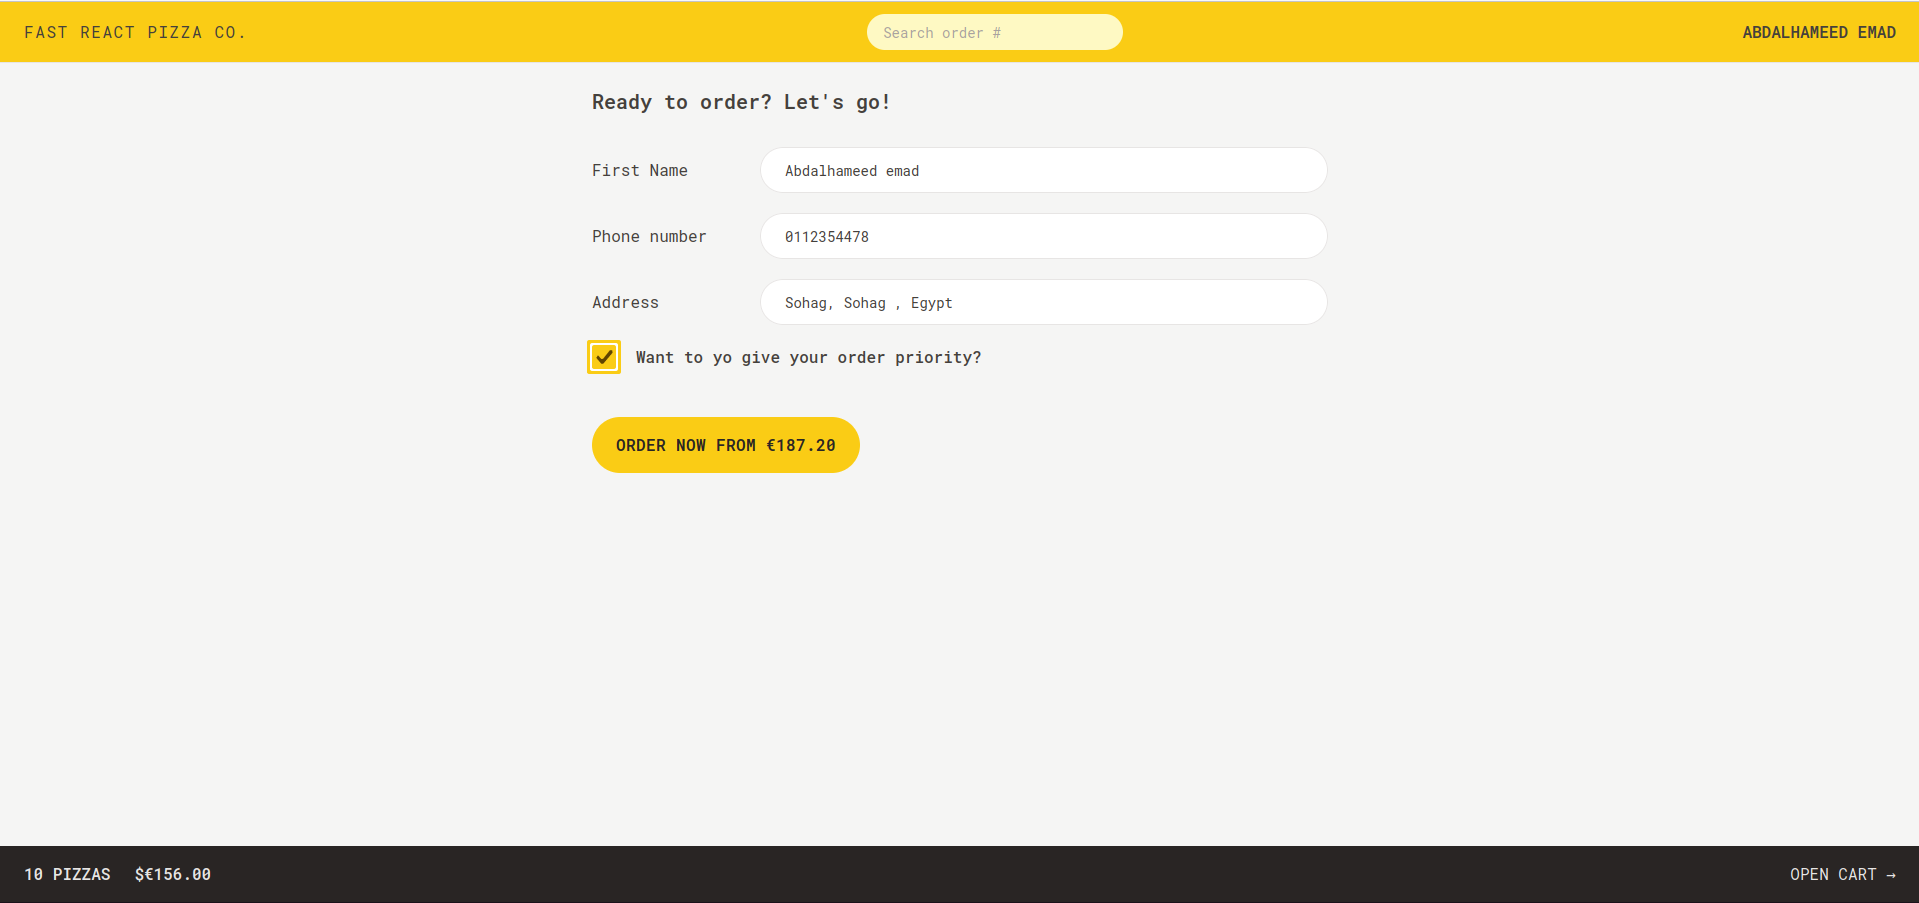 FAST REACT PIZZA CO.
Search order #
ABDALHAMEED EMAD
Ready to order? Let's go!
First Name
Abdalhameed emad
Phone number
0112354478
Address
Sohag, Sohag , Egypt
Want to yo give your order priority?
ORDER NOW FROM €187.20
10 PIZZAS $€156.00
OPEN CART →